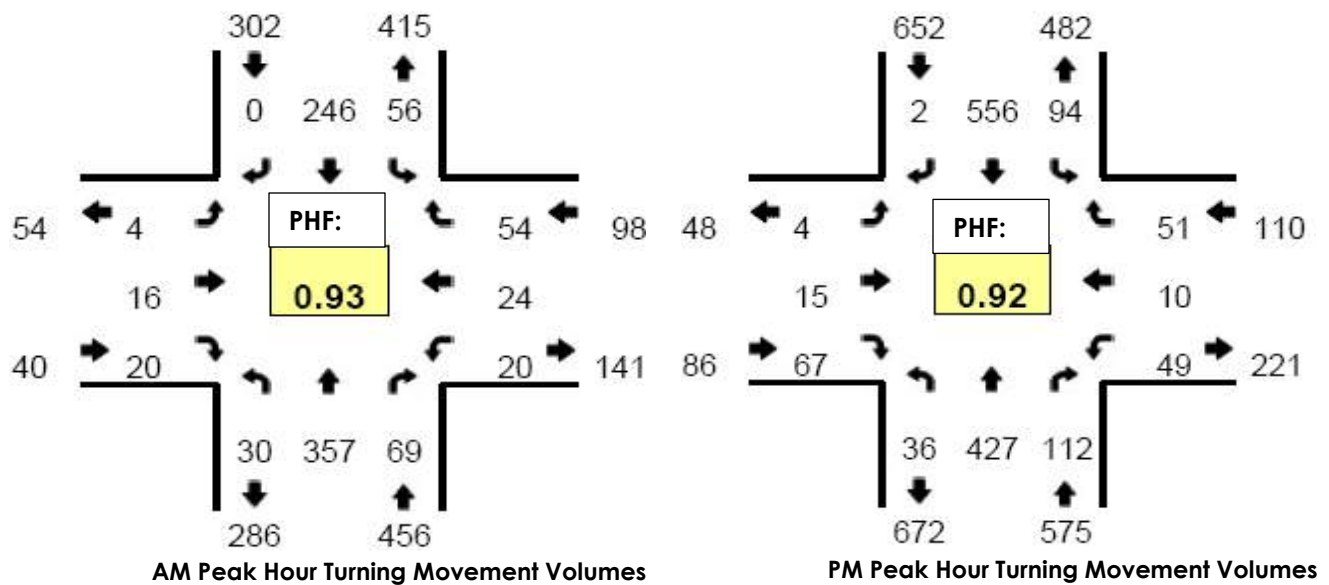 302 415
0 246 56
54 4 PHF: 54 98
16 0.93 24
40 20 20 141
30 357 69
286 456
AM Peak Hour Turning Movement Volumes
652 482
2 556 94
48 4 PHF: 51 110
15 0.92 10
86 67 49 221
36 427 112
672 575
PM Peak Hour Turning Movement Volumes